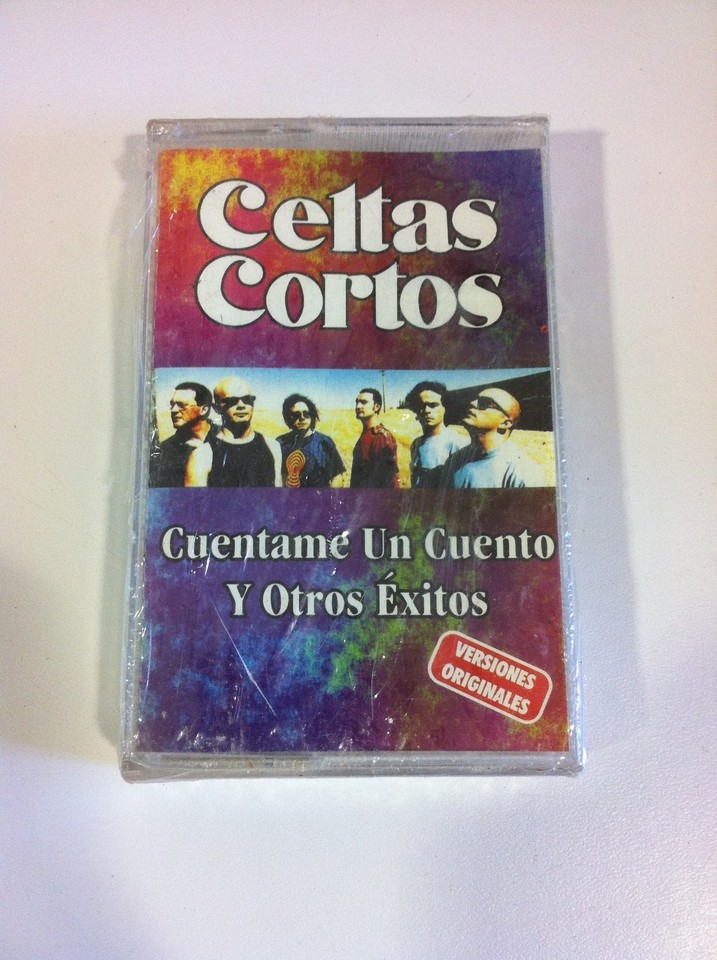 Celtas
Cortos
Cuentame Un Cuento
Y Otros Éxitos
VERSIONES
ORIGINALES